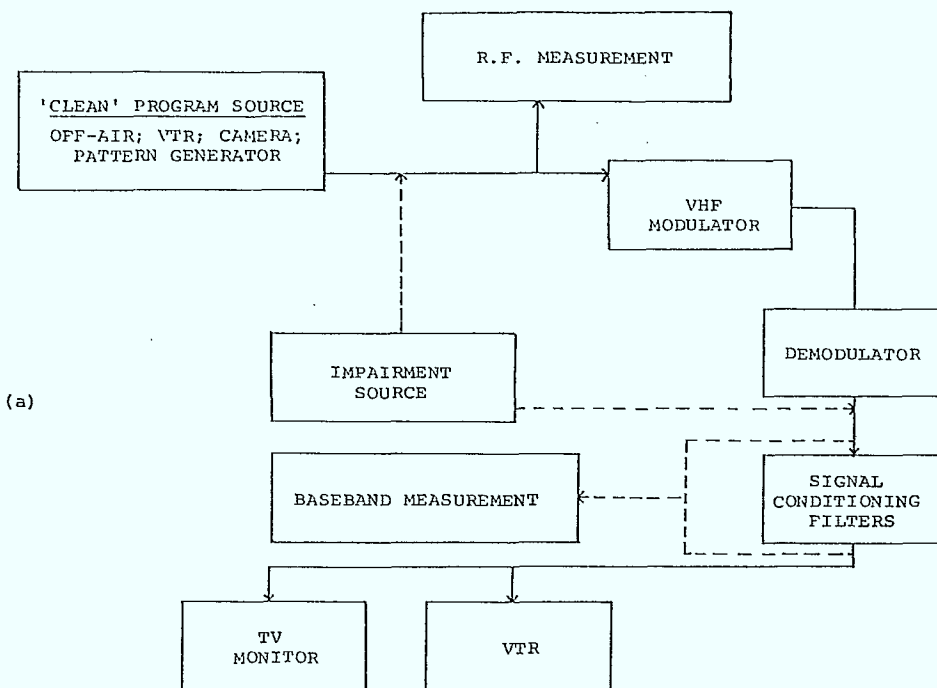 R.F. MEASUREMENT
'CLEAN' PROGRAM SOURCE
OFF-AIR; VTR; CAMERA;
PATTERN GENERATOR
VHF
MODULATOR
DEMODULATOR
IMPAIRMENT
SOURCE
(a)
BASEBAND MEASUREMENT
SIGNAL
CONDITIONING
FILTERS
TV
MONITOR
VTR